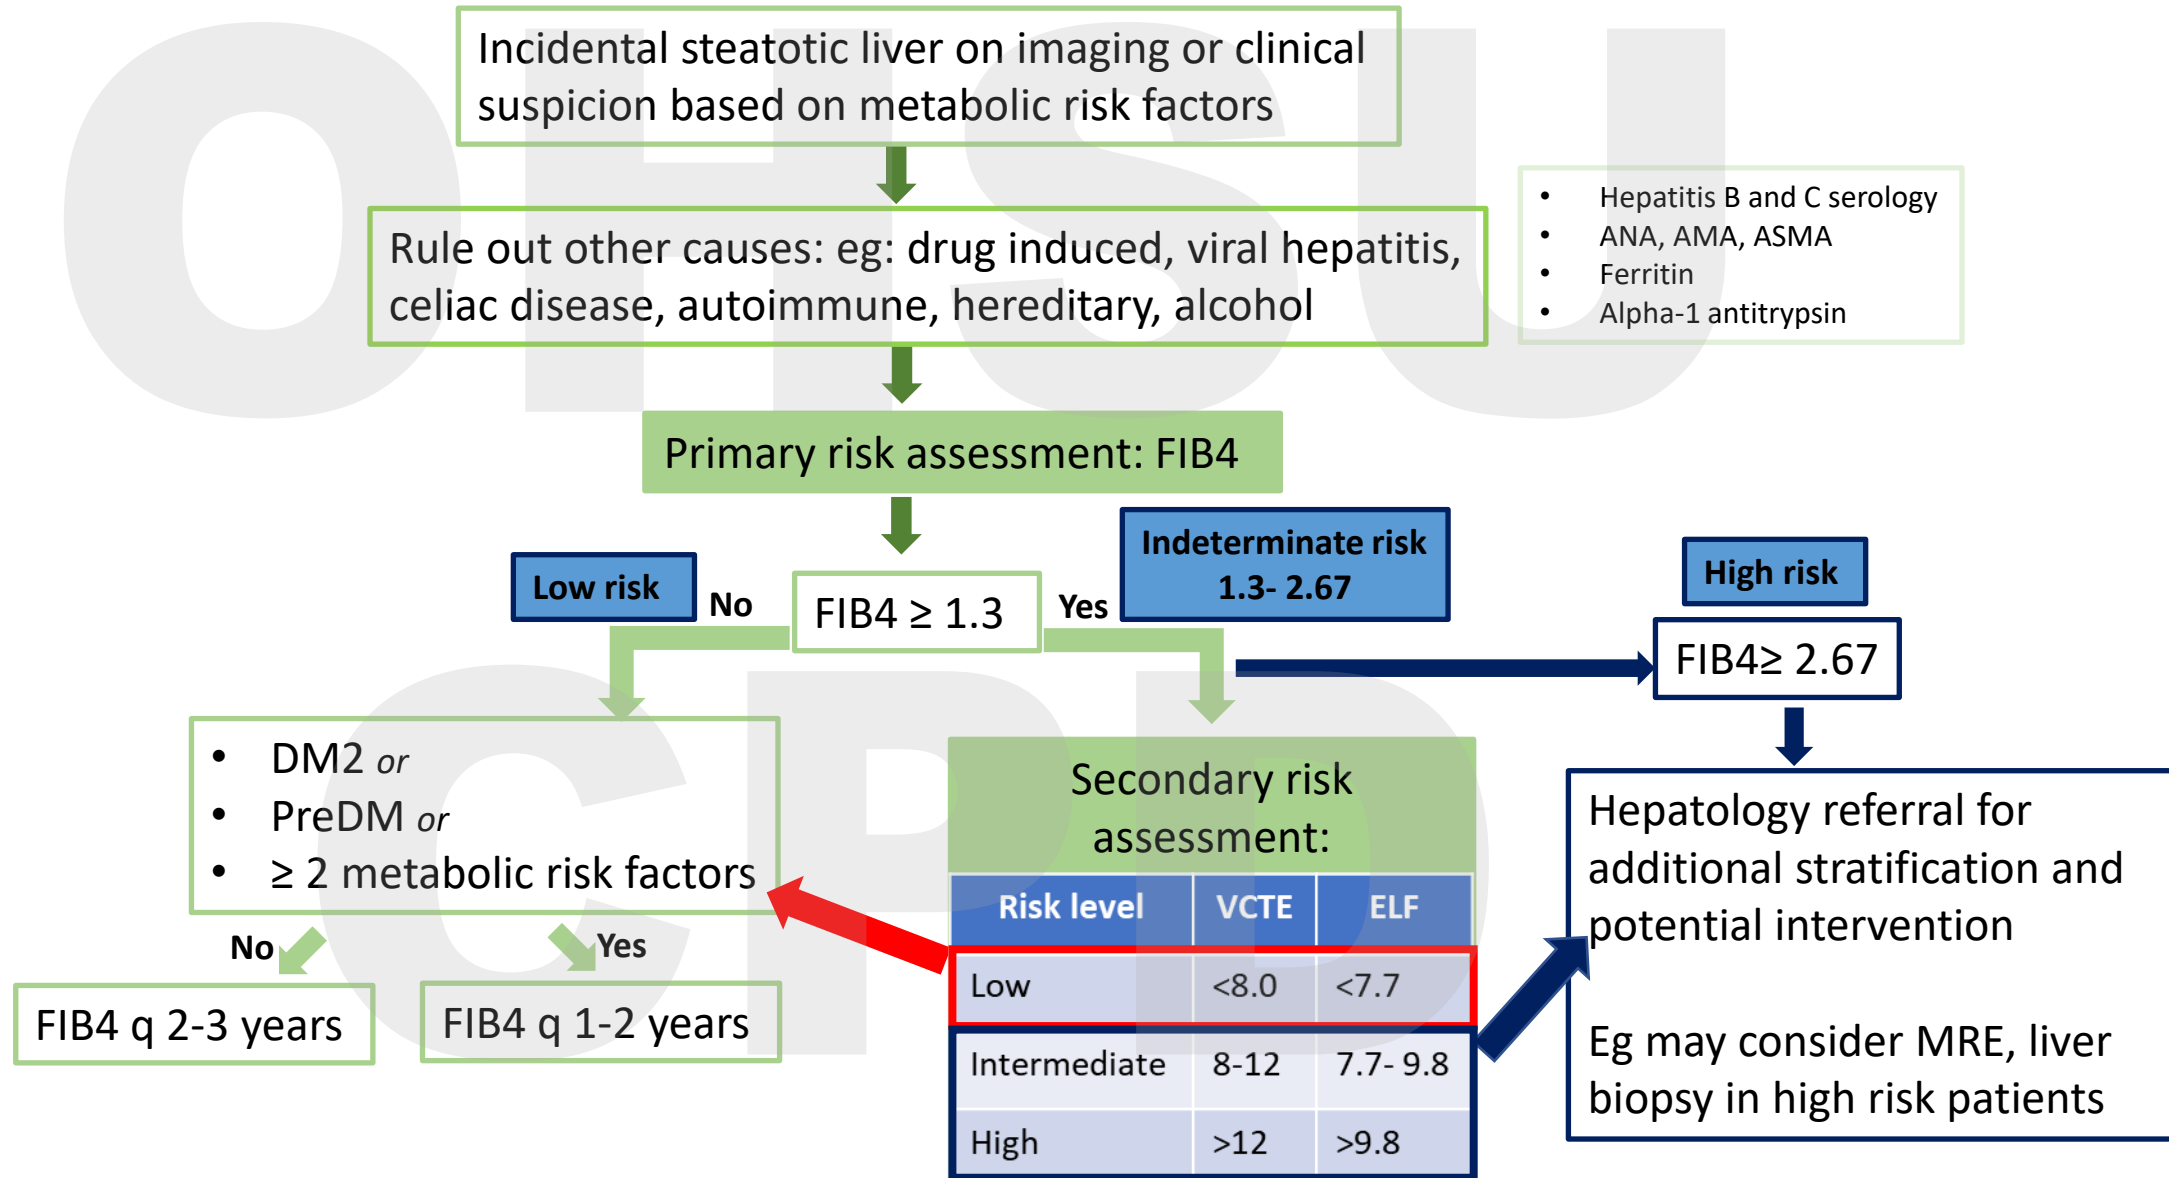 OHSU
CPD
Incidental steatotic liver on imaging or clinical
suspicion based on metabolic risk factors
Rule out other causes: eg: drug induced, viral hepatitis,
celiac disease, autoimmune, hereditary, alcohol
• Hepatitis B and C serology
• ANA, AMA, ASMA
• Ferritin
• Alpha-1 antitrypsin
Primary risk assessment: FIB4
Low risk
No
FIB4 ≥ 1.3
Yes
Indeterminate risk
1.3- 2.67
High risk
FIB4≥ 2.67
• DM2 or
• PreDM or
• ≥ 2 metabolic risk factors
No
Yes
FIB4 q 2-3 years
FIB4 q 1-2 years
Secondary risk
assessment:
Risk level VCTE ELF
Low <8.0 <7.7
Intermediate 8-12 7.7- 9.8
High >12 >9.8
Hepatology referral for
additional stratification and
potential intervention
Eg may consider MRE, liver
biopsy in high risk patients